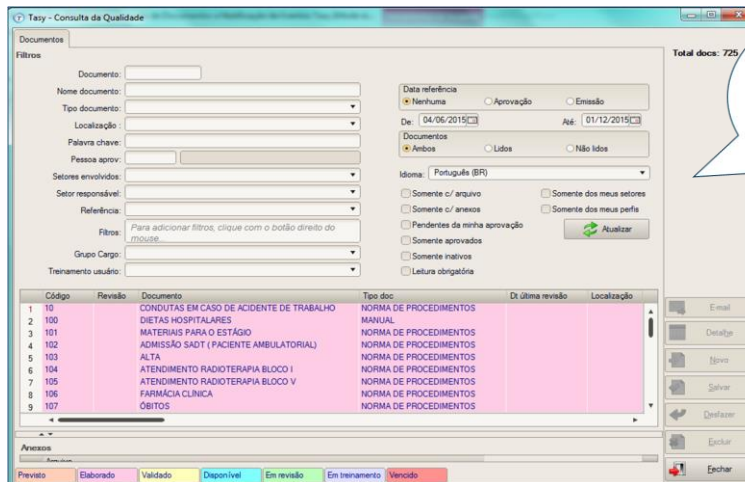 Tasy - Consulta da Qualidade
Documentos
Filtros
Total docs: 725
Documento:
Nome documento:
Tipo documento:
Localização :
Palavra chave:
Pessoa aprov:
Setores envolvidos:
Setor responsável:
Referência:
Filtros: Para adicionar filtros, clique com o botão direito do
mouse...
Grupo Cargo:
Treinamento usuário:
Data referência
Nenhuma Aprovação Emissão
De: 04/06/2015 Até: 01/12/2015
Documentos
Ambos Lidos Não lidos
Idioma: Português (BR)
Somente c/ arquivo Somente dos meus setores
Somente c/ anexos Somente dos meus perfis
Pendentes da minha aprovação
Atualizar
Somente aprovados
Somente inativos
Leitura obrigatória
Código Revisão Documento Tipo doc Dt última revisão Localização
1 10 CONDUTAS EM CASO DE ACIDENTE DE TRABALHO NORMA DE PROCEDIMENTOS
2 100 DIETAS HOSPITALARES MANUAL
3 101 MATERIAIS PARA O ESTÁGIO NORMA DE PROCEDIMENTOS
4 102 ADMISSÃO SADT ( PACIENTE AMBULATORIAL) NORMA DE PROCEDIMENTOS
5 103 ALTA NORMA DE PROCEDIMENTOS
6 104 ATENDIMENTO RADIOTERAPIA BLOCO I NORMA DE PROCEDIMENTOS
7 105 ATENDIMENTO RADIOTERAPIA BLOCO V NORMA DE PROCEDIMENTOS
8 106 FARMÁCIA CLÍNICA NORMA DE PROCEDIMENTOS
9 107 ÓBITOS NORMA DE PROCEDIMENTOS
E-mail
Detalhe
Novo
Salvar
Desfazer
Excluir
Fechar
Anexos
Previsto Elaborado Validado Disponível Em revisão Em treinamento Vencido